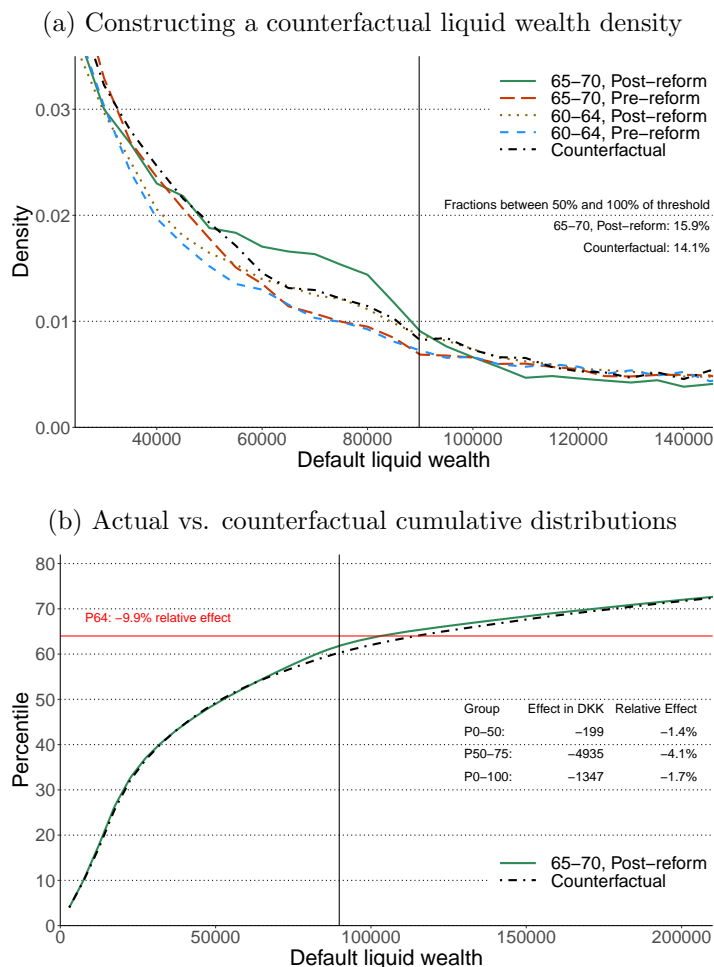 (a) Constructing a counterfactual liquid wealth density
Density
0.03
0.02
0.01
0.00
65−70, Post−reform
65−70, Pre−reform
60−64, Post−reform
60−64, Pre−reform
Counterfactual
Fractions between 50% and 100% of threshold
65−70, Post−reform: 15.9%
Counterfactual: 14.1%
40000 60000 80000 100000 120000 140000
Default liquid wealth
(b) Actual vs. counterfactual cumulative distributions
Percentile
80
70
60
50
40
30
20
10
0
P64: −9.9% relative effect
Group Effect in DKK Relative Effect
P0−50: −199 −1.4%
P50−75: −4935 −4.1%
P0−100: −1347 −1.7%
65−70, Post−reform
Counterfactual
0 50000 100000 150000 200000
Default liquid wealth